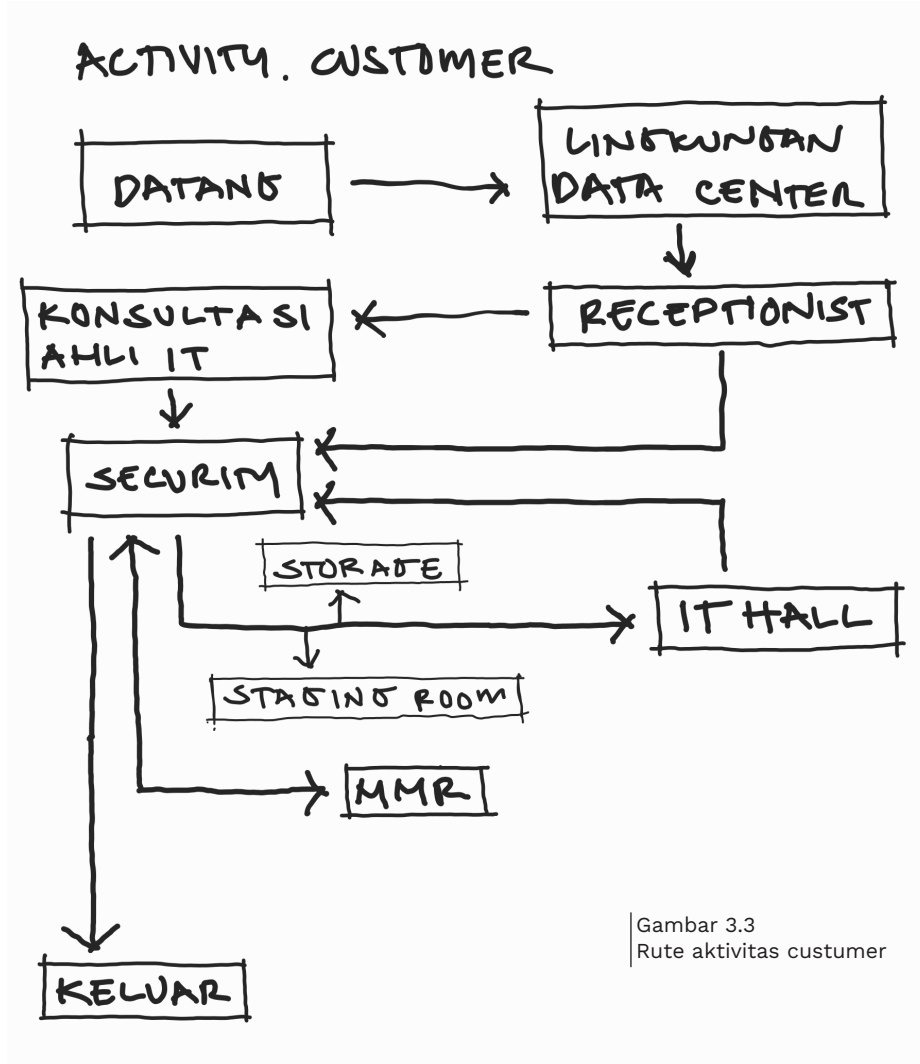 ACTIVITY. CUSTOMER
DATANG
LINGKUNGAN
DATA CENTER
RECEPTIONIST
KONSULTASI
AHLI IT
SECURITY
STORAGE
IT HALL
STAGING ROOM
MMR
KELUAR
Gambar 3.3
Rute aktivitas custumer